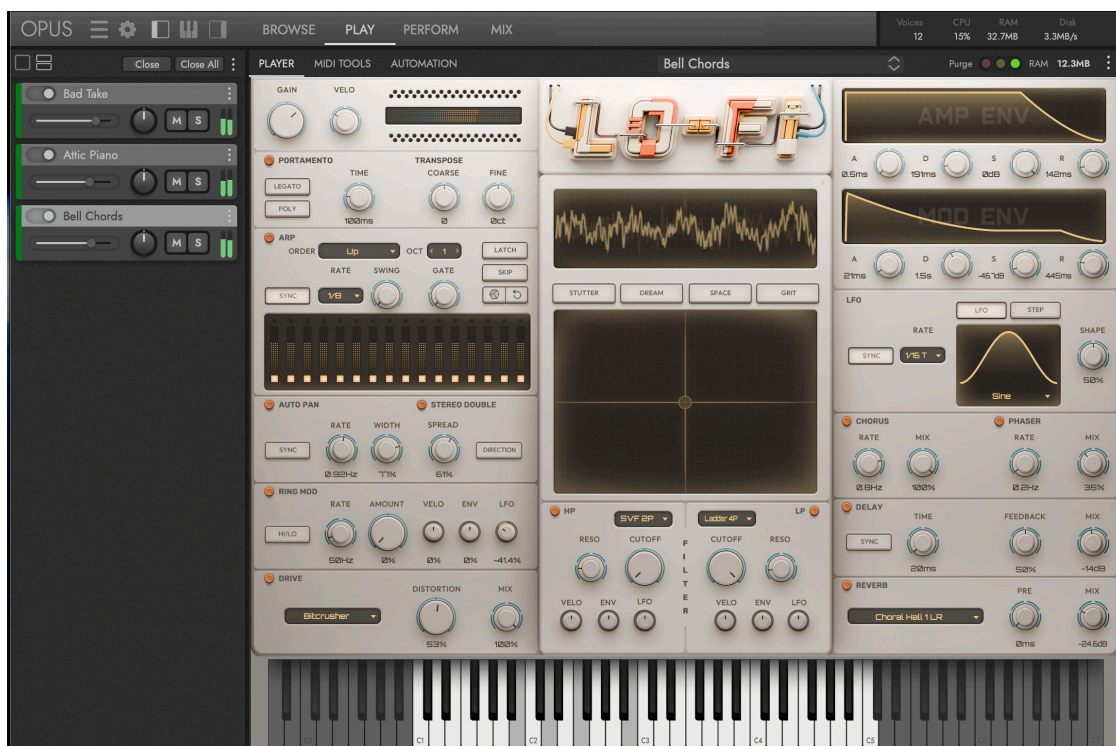 OPUS
BROWSE PLAY PERFORM MIX
Voices CPU RAM Disk
12 15% 32.7MB 3.3MB/s
Close Close All
PLAYER MIDI TOOLS AUTOMATION
Bell Chords
Purge RAM 12.3MB
Bad Take
M S
Attic Piano
M S
Bell Chords
M S
GAIN VELO
PORTAMENTO TRANSPOSE
TIME COARSE FINE
LEGATO
POLY
100ms 0 0ct
ARP
ORDER Up OCT 1 LATCH
RATE SWING GATE SKIP
SYNC 1/8
AUTO PAN STEREO DOUBLE
RATE WIDTH SPREAD
SYNC DIRECTION
0.92Hz 77% 61%
RING MOD
RATE AMOUNT VELO ENV LFO
HI/LO
50Hz 0% 0% 0% -41.4%
DRIVE
DISTORTION MIX
Bitcrusher
53% 100%
LO-FI
STUTTER DREAM SPACE GRIT
HP SVF 2P Ladder 4P LP
RESO CUTOFF CUTOFF RESO
FILTER
VELO ENV LFO VELO ENV LFO
AMP ENV
A D S R
0.5ms 191ms 0dB 142ms
MOD ENV
A D S R
21ms 1.5s -46.7dB 445ms
LFO
LFO STEP
RATE SHAPE
SYNC 1/16 T
50%
Sine
CHORUS PHASER
RATE MIX RATE MIX
0.8Hz 100% 0.2Hz 35%
DELAY
TIME FEEDBACK MIX
SYNC
20ms 50% -14dB
REVERB
PRE MIX
Choral Hall 1 LR
0ms -24.6dB
C1 C2 C3 C4 C5